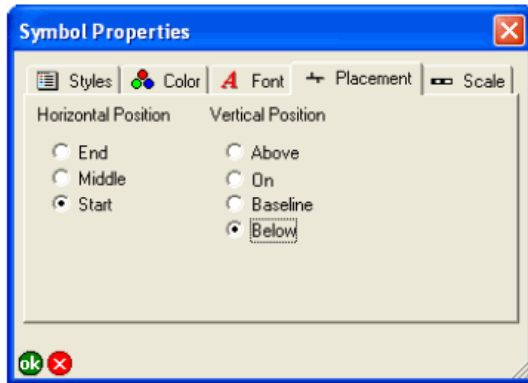 Symbol Properties
Styles Color A Font Placement Scale
Horizontal Position Vertical Position
End Above
Middle On
Start Baseline
Below
ok